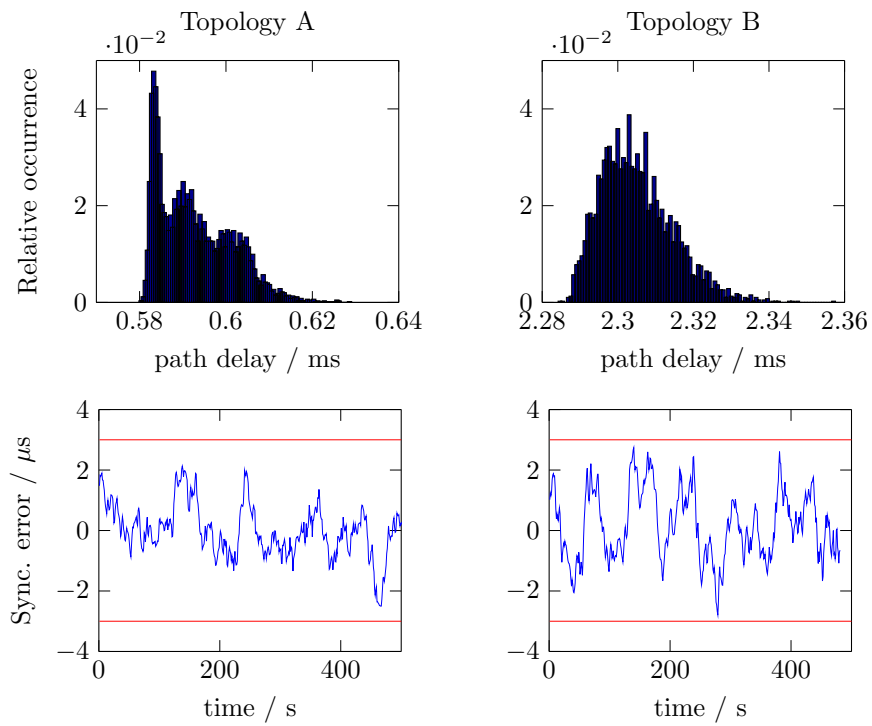 Topology A
Topology B
·10−2
·10−2
Relative occurrence
4
2
0
0.58 0.6 0.62 0.64
path delay / ms
4
2
0
2.28 2.3 2.32 2.34 2.36
path delay / ms
Sync. error / μs
4
2
0
−2
−4
0 200 400
time / s
4
2
0
−2
−4
0 200 400
time / s